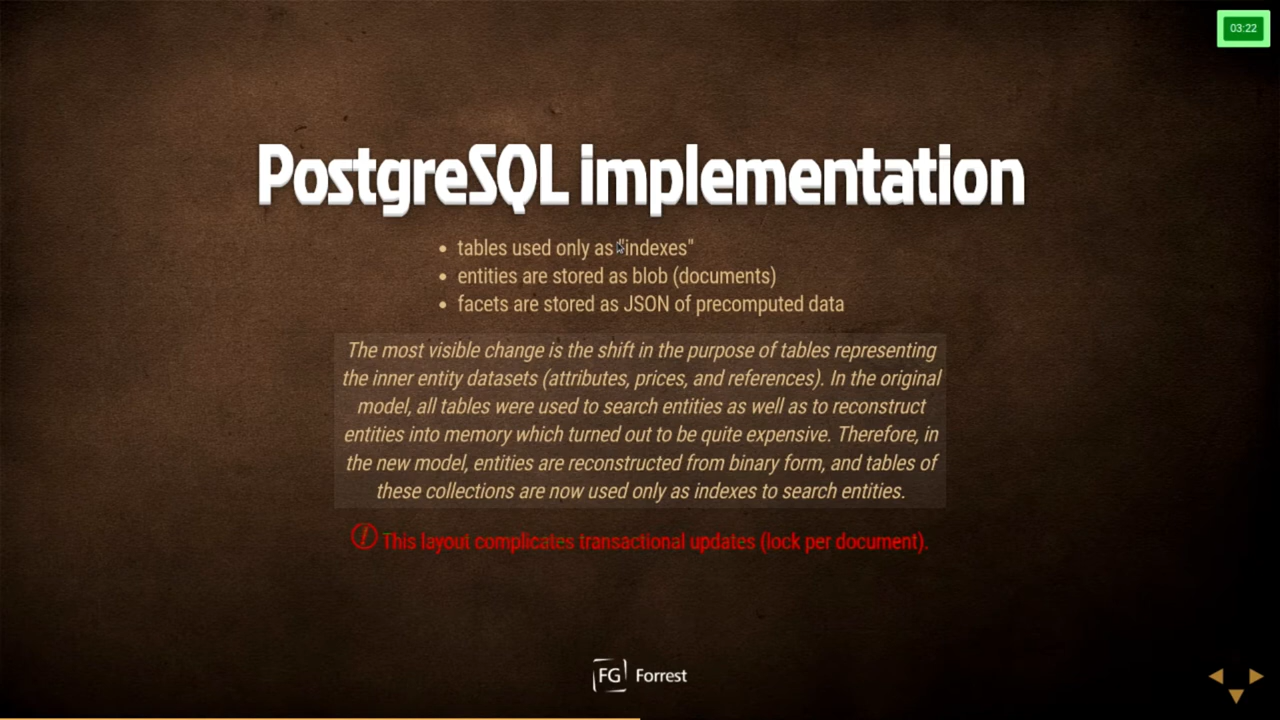 03:22
PostgreSQL implementation
• tables used only as "indexes"
• entities are stored as blob (documents)
• facets are stored as JSON of precomputed data
The most visible change is the shift in the purpose of tables representing
the inner entity datasets (attributes, prices, and references). In the original
model, all tables were used to search entities as well as to reconstruct
entities into memory which turned out to be quite expensive. Therefore, in
the new model, entities are reconstructed from binary form, and tables of
these collections are now used only as indexes to search entities.
! This layout complicates transactional updates (lock per document).
FG Forrest